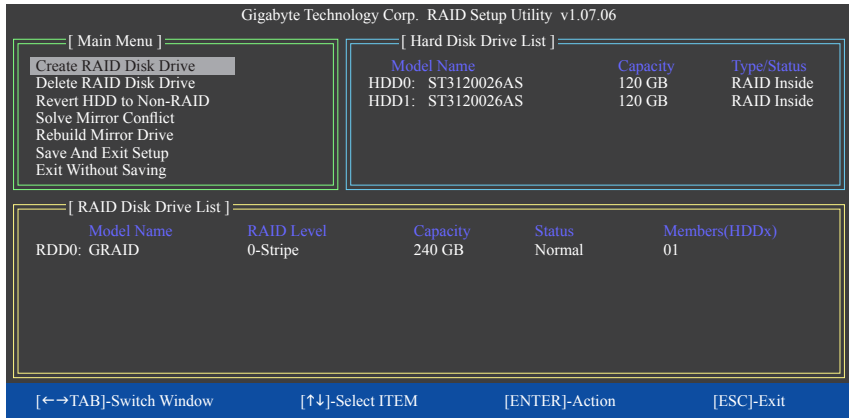 Gigabyte Technology Corp. RAID Setup Utility v1.07.06
[ Main Menu ]
Create RAID Disk Drive
Delete RAID Disk Drive
Revert HDD to Non-RAID
Solve Mirror Conflict
Rebuild Mirror Drive
Save And Exit Setup
Exit Without Saving
[ Hard Disk Drive List ]
Model Name Capacity Type/Status
HDD0: ST3120026AS 120 GB RAID Inside
HDD1: ST3120026AS 120 GB RAID Inside
[ RAID Disk Drive List ]
Model Name RAID Level Capacity Status Members(HDDx)
RDD0: GRAID 0-Stripe 240 GB Normal 01
[←→TAB]-Switch Window [↑↓]-Select ITEM [ENTER]-Action [ESC]-Exit